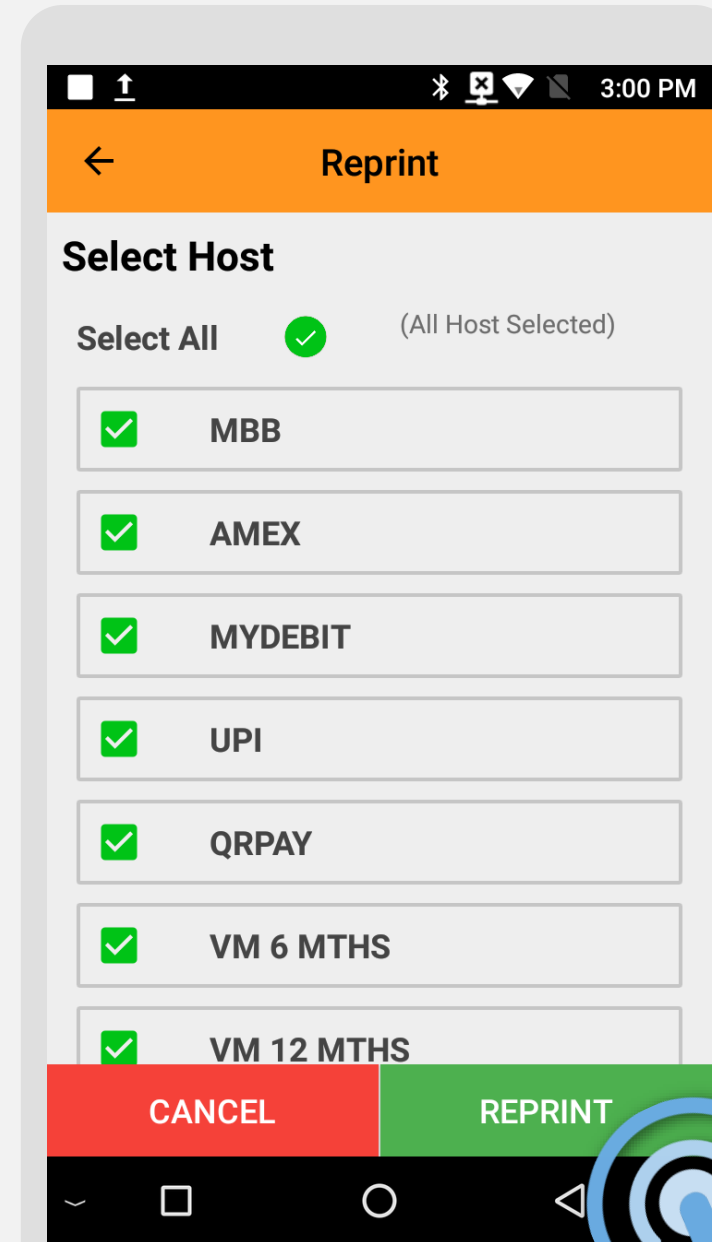 3:00 PM
Reprint
Select Host
Select All
(All Host Selected)
MBB
AMEX
MYDEBIT
UPI
QRPAY
VM 6 MTHS
VM 12 MTHS
CANCEL
REPRINT